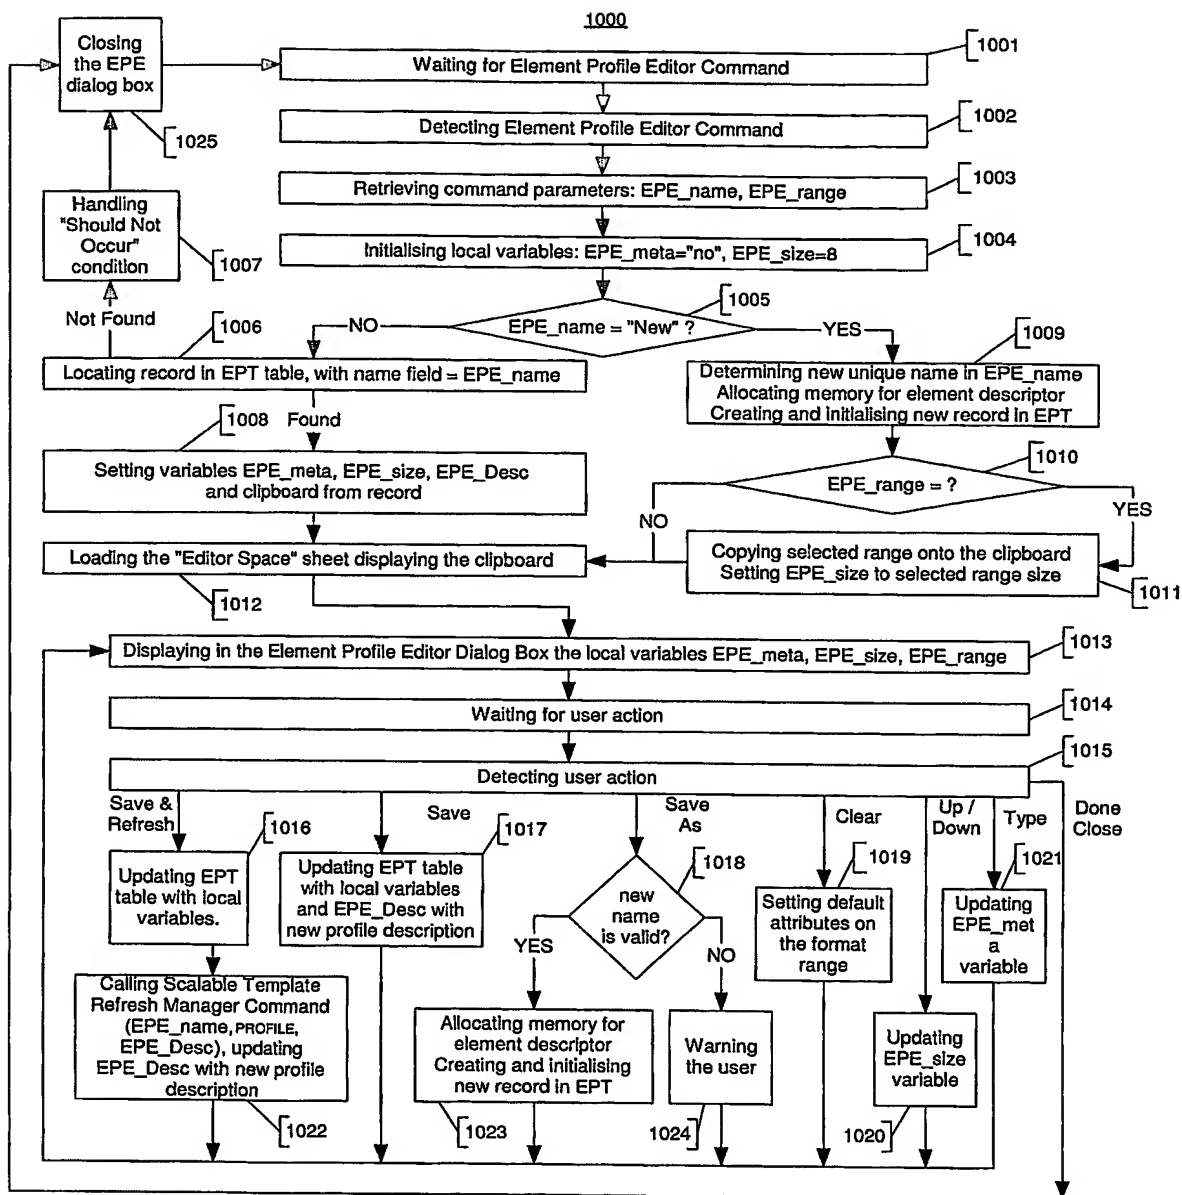 1000
Closing
the EPE
dialog box
1025
Waiting for Element Profile Editor Command
1001
Detecting Element Profile Editor Command
1002
Retrieving command parameters: EPE_name, EPE_range
1003
Handling
"Should Not
Occur"
condition
1007
Initialising local variables: EPE_meta="no", EPE_size=8
1004
Not Found
1006
NO
EPE_name = "New" ?
1005
YES
1009
Locating record in EPT table, with name field = EPE_name
Determining new unique name in EPE_name
Allocating memory for element descriptor
Creating and initialising new record in EPT
1008
Found
Setting variables EPE_meta, EPE_size, EPE_Desc
and clipboard from record
EPE_range = ?
1010
NO
YES
Loading the "Editor Space" sheet displaying the clipboard
1012
Copying selected range onto the clipboard
Setting EPE_size to selected range size
1011
Displaying in the Element Profile Editor Dialog Box the local variables EPE_meta, EPE_size, EPE_range
1013
Waiting for user action
1014
Detecting user action
1015
Save &
Refresh
1016
Save
1017
Save
As
1018
Clear
1019
Up /
Down
Type
1021
Done
Close
Updating EPT
table with local
variables.
Updating EPT table
with local variables
and EPE_Desc with
new profile description
new
name
is valid?
YES
NO
Setting default
attributes on
the format
range
Updating
EPE_met
a
variable
Calling Scalable Template
Refresh Manager Command
(EPE_name, PROFILE,
EPE_Desc), updating
EPE_Desc with new profile
description
1022
Allocating memory for
element descriptor
Creating and initialising
new record in EPT
1023
Warning
the user
1024
Updating
EPE_size
variable
1020